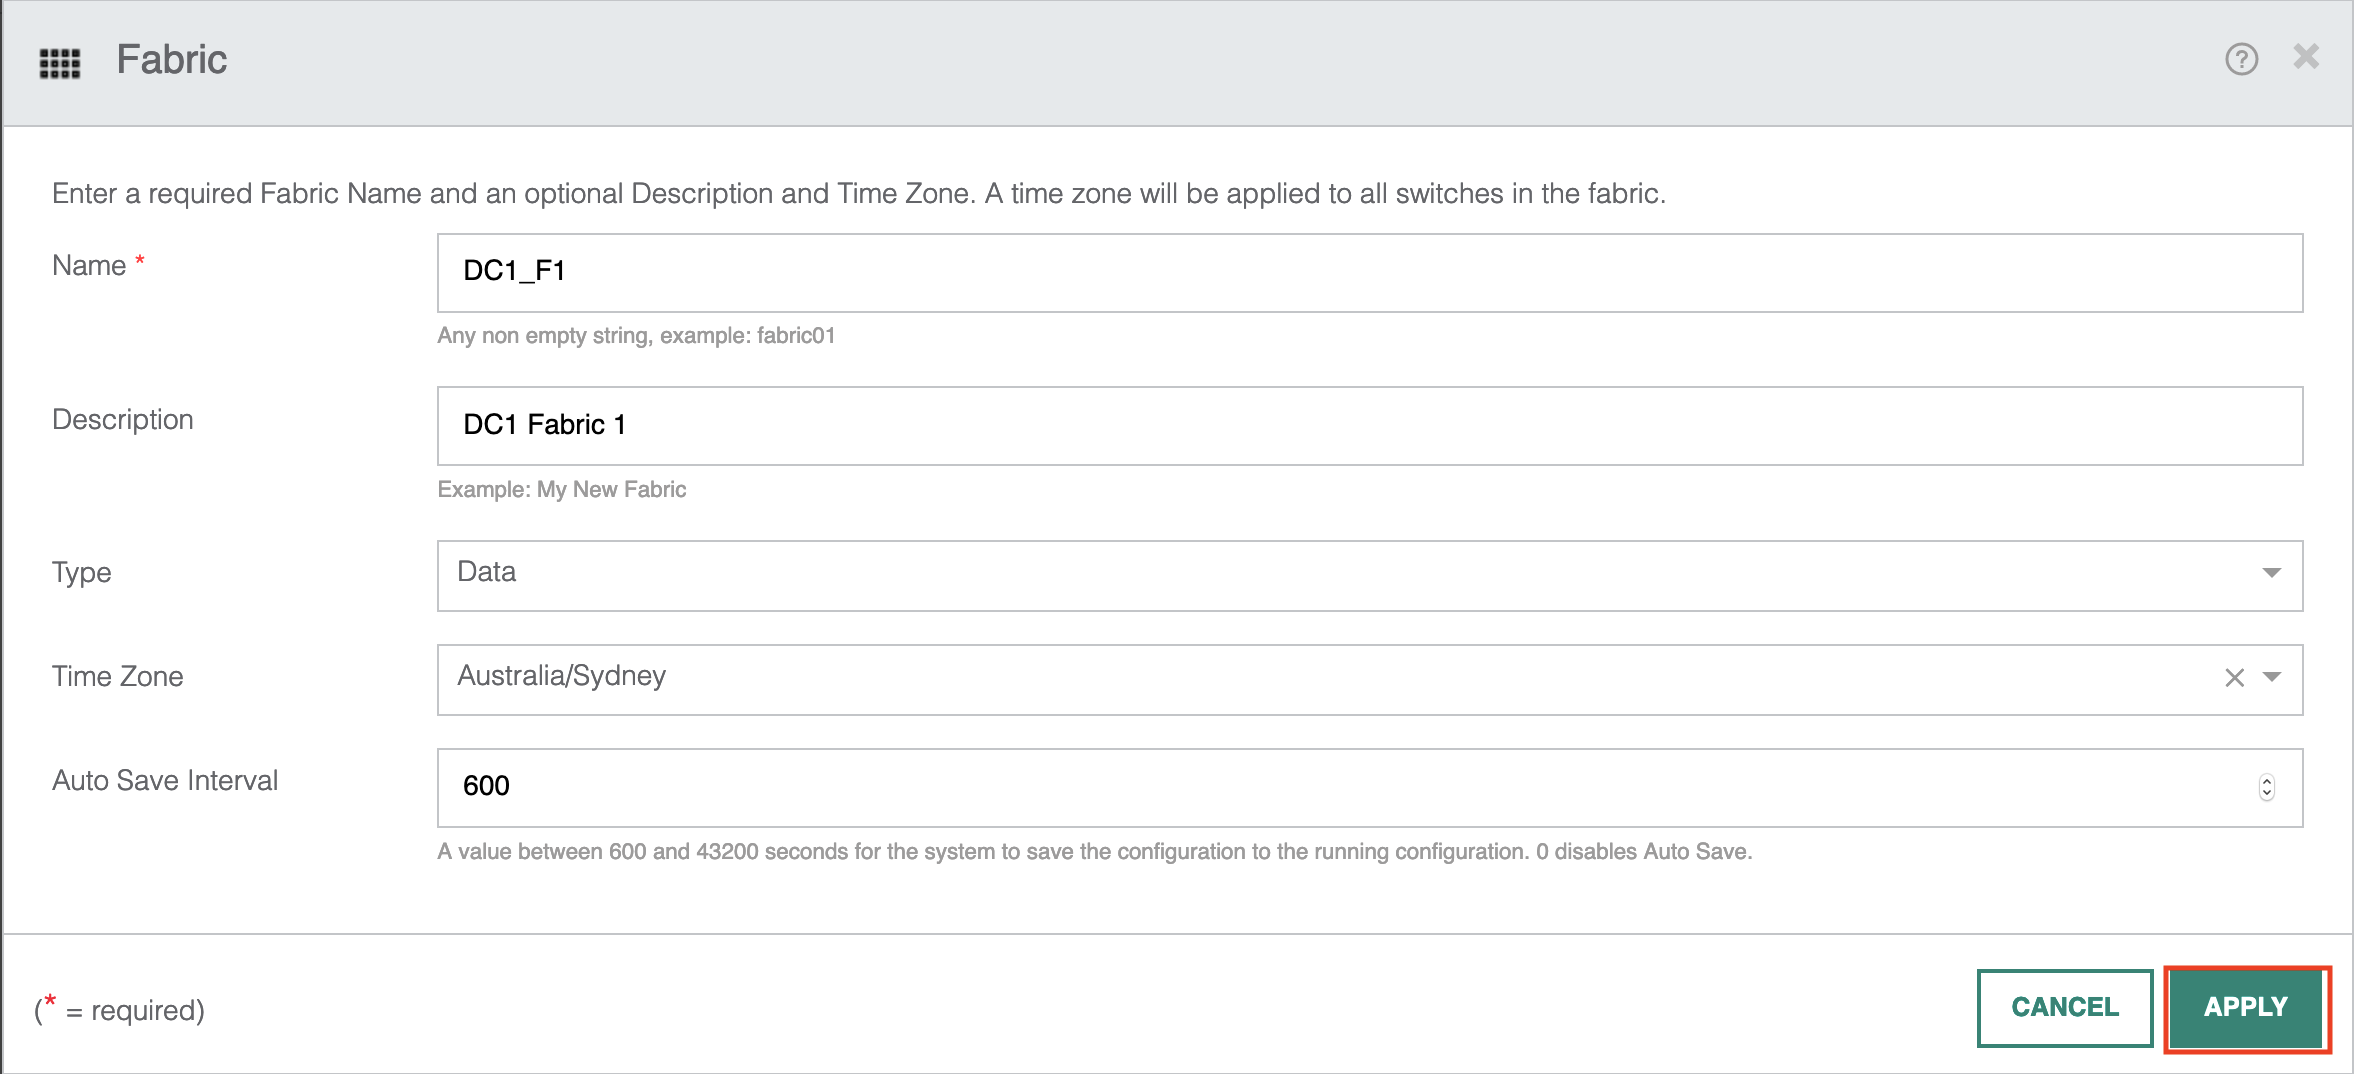 Fabric
Enter a required Fabric Name and an optional Description and Time Zone. A time zone will be applied to all switches in the fabric.
Name *
DC1_F1
Any non empty string, example: fabric01
Description
DC1 Fabric 1
Example: My New Fabric
Type
Data
Time Zone
Australia/Sydney
Auto Save Interval
600
A value between 600 and 43200 seconds for the system to save the configuration to the running configuration. 0 disables Auto Save.
(* = required)
CANCEL
APPLY